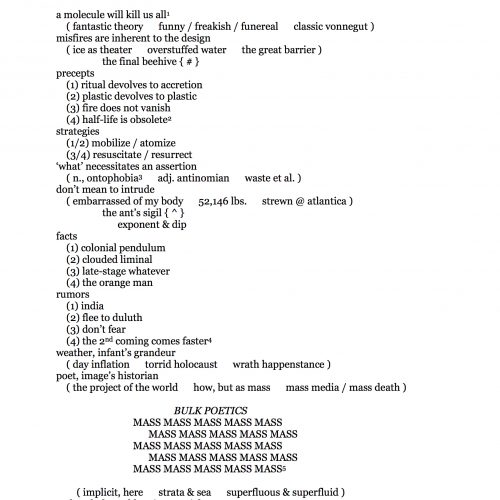 a molecule will kill us all¹
( fantastic theory funny / freakish / funereal classic vonnegut )
misfires are inherent to the design
( ice as theater overstuffed water the great barrier )
the final beehive { # }
precepts
(1) ritual devolves to accretion
(2) plastic devolves to plastic
(3) fire does not vanish
(4) half-life is obsolete²
strategies
(1/2) mobilize / atomize
(3/4) resuscitate / resurrect
‘what’ necessitates an assertion
( n., ontophobia³ adj. antinomian waste et al. )
don’t mean to intrude
( embarrassed of my body 52,146 lbs. strewn @ atlantica )
the ant’s sigil { ^ }
exponent & dip
facts
(1) colonial pendulum
(2) clouded liminal
(3) late-stage whatever
(4) the orange man
rumors
(1) india
(2) flee to duluth
(3) don’t fear
(4) the 2ⁿᵈ coming comes faster⁴
weather, infant’s grandeur
( day inflation torrid holocaust wrath happenstance )
poet, image’s historian
( the project of the world how, but as mass mass media / mass death )
BULK POETICS
MASS MASS MASS MASS MASS
MASS MASS MASS MASS MASS
MASS MASS MASS MASS MASS
MASS MASS MASS MASS MASS
MASS MASS MASS MASS MASS⁵
( implicit, here strata & sea superfluous & superfluid )